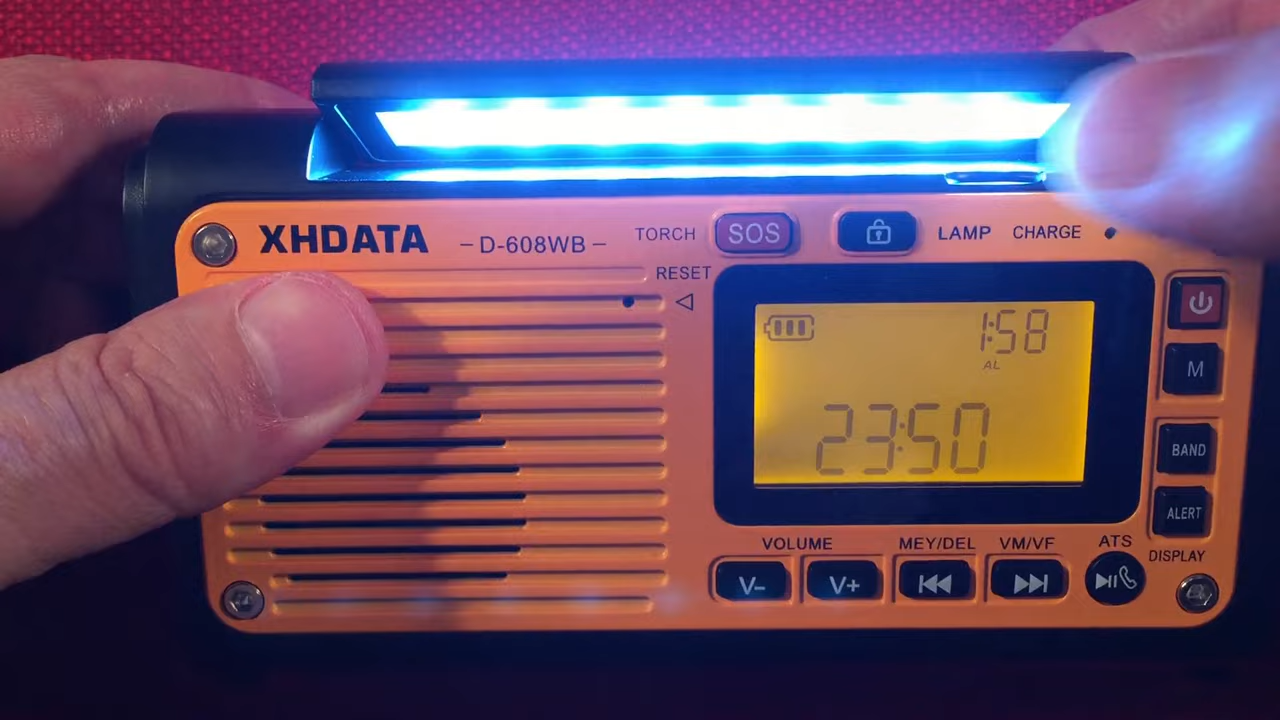 XHDATA
–D-608WB–
TORCH
SOS
LAMP
CHARGE
RESET
1:58
AL
23:50
M
BAND
ALERT
VOLUME
MEY/DEL
VM/VF
ATS
DISPLAY
V–
V+